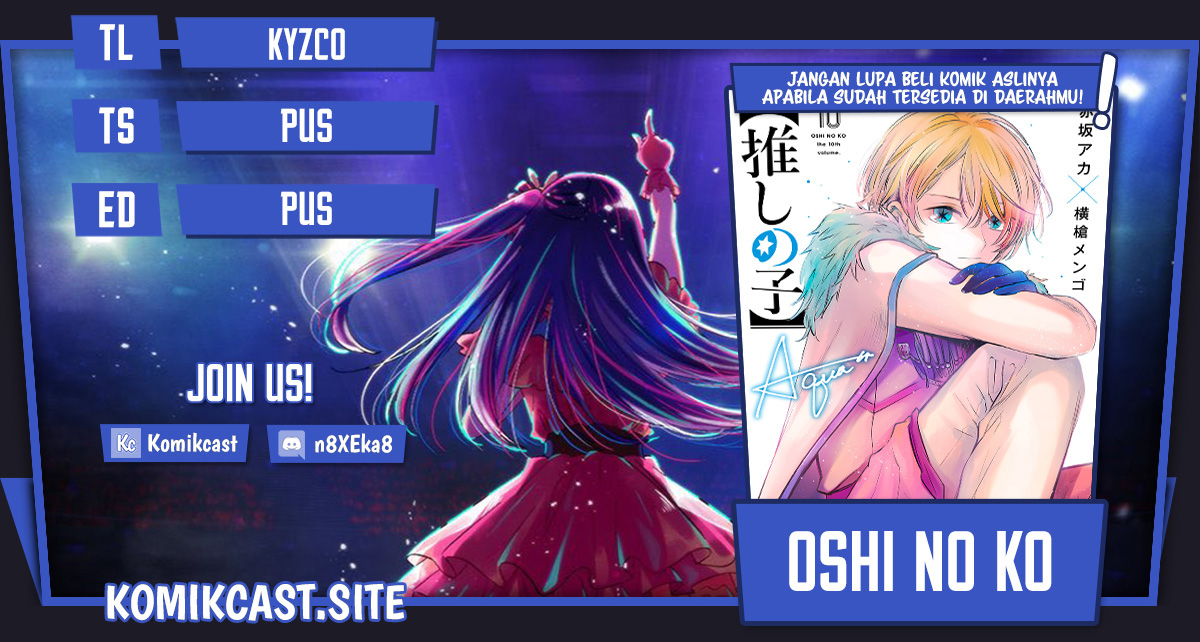 TL
KYZCO
TS
PUS
ED
PUS
JOIN US!
Kc Komikcast
n8XEka8
KOMIKCAST.SITE
JANGAN LUPA BELI KOMIK ASLINYA
APABILA SUDAH TERSEDIA DI DAERAHMU!
10
OSHI NO KO
the 10th
volume.
【推しの子】
赤坂アカ×横槍メンゴ
Aqua
OSHI NO KO